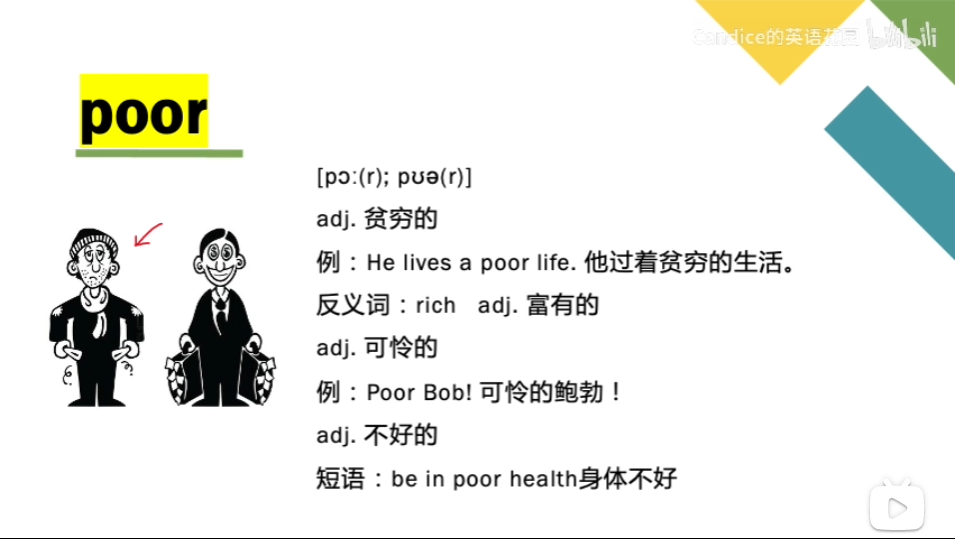 poor
[pɔː(r); pʊə(r)]
adj. 贫穷的
例：He lives a poor life. 他过着贫穷的生活。
反义词：rich adj. 富有的
adj. 可怜的
例：Poor Bob! 可怜的鲍勃！
adj. 不好的
短语：be in poor health身体不好
Candice的英语
bilibili